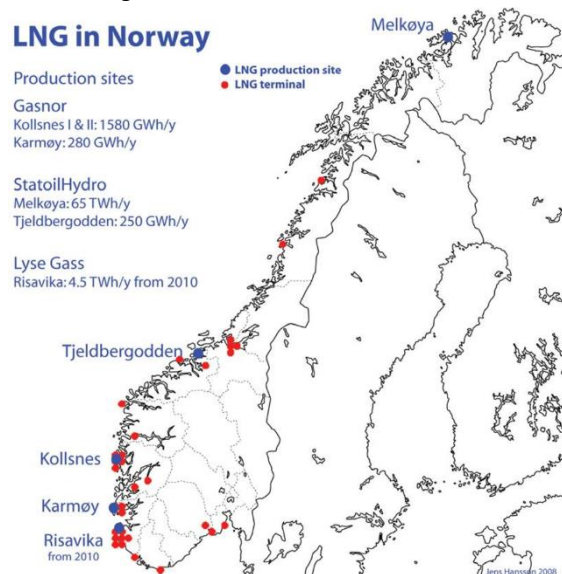 LNG in Norway
Melkøya
LNG production site
LNG terminal
Production sites
Gasnor
Kollsnes I & II: 1580 GWh/y
Karmøy: 280 GWh/y
StatoilHydro
Melkøya: 65 TWh/y
Tjeldbergodden: 250 GWh/y
Lyse Gass
Risavika: 4.5 TWh/y from 2010
Tjeldbergodden
Kollsnes
Karmøy
Risavika
from 2010
Jens Hansson 2008